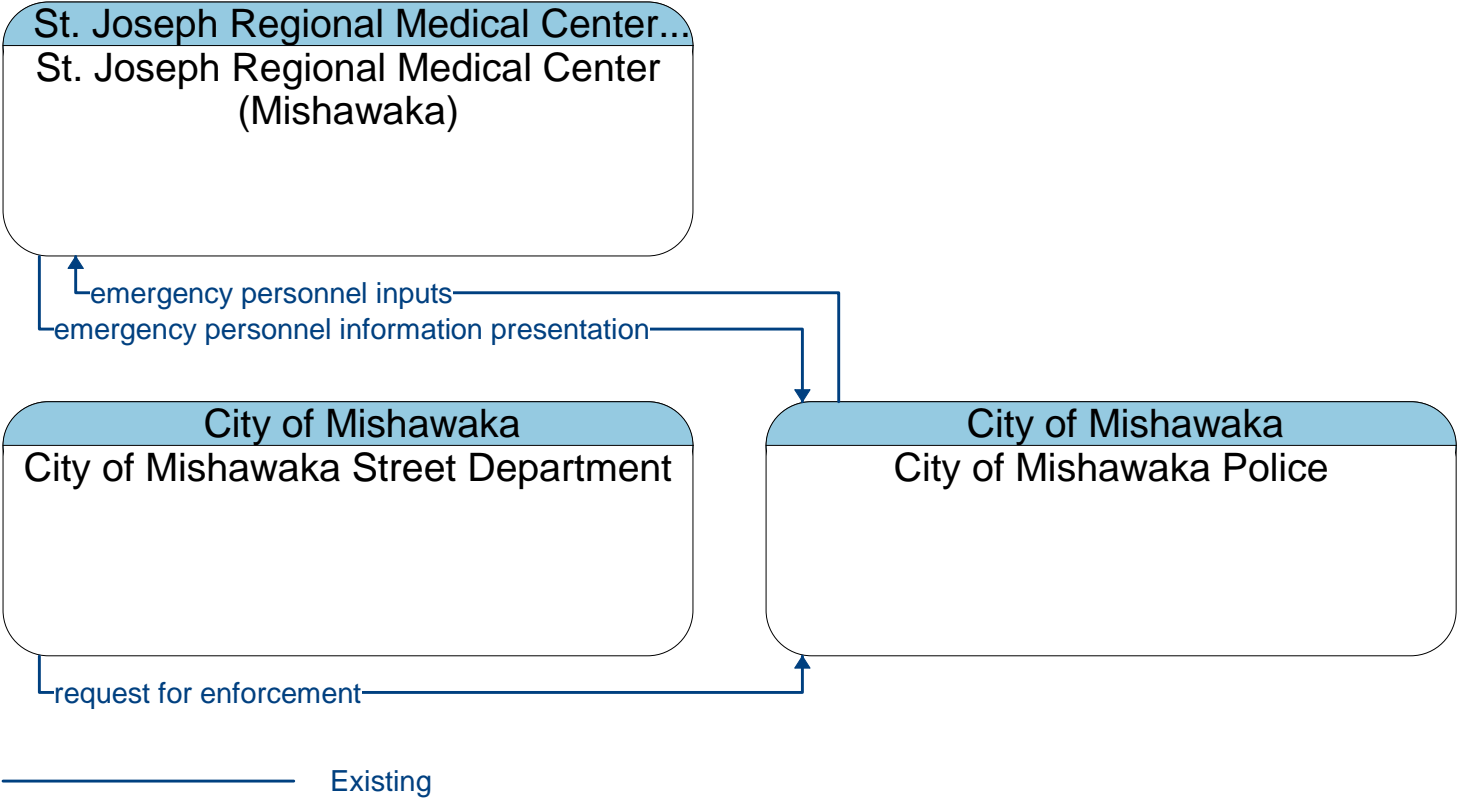 St. Joseph Regional Medical Center...
St. Joseph Regional Medical Center
(Mishawaka)
emergency personnel inputs
emergency personnel information presentation
City of Mishawaka
City of Mishawaka Street Department
City of Mishawaka
City of Mishawaka Police
request for enforcement
Existing